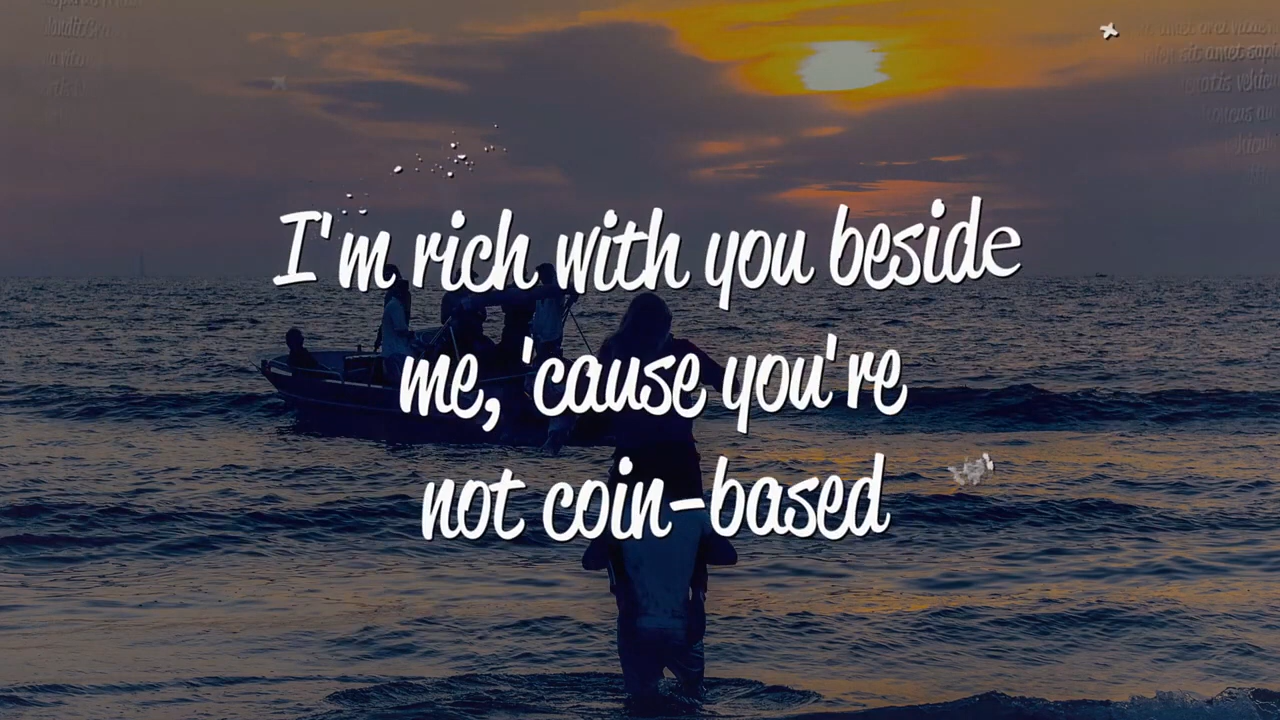 I'm rich with you beside
me, 'cause you're
not coin-based